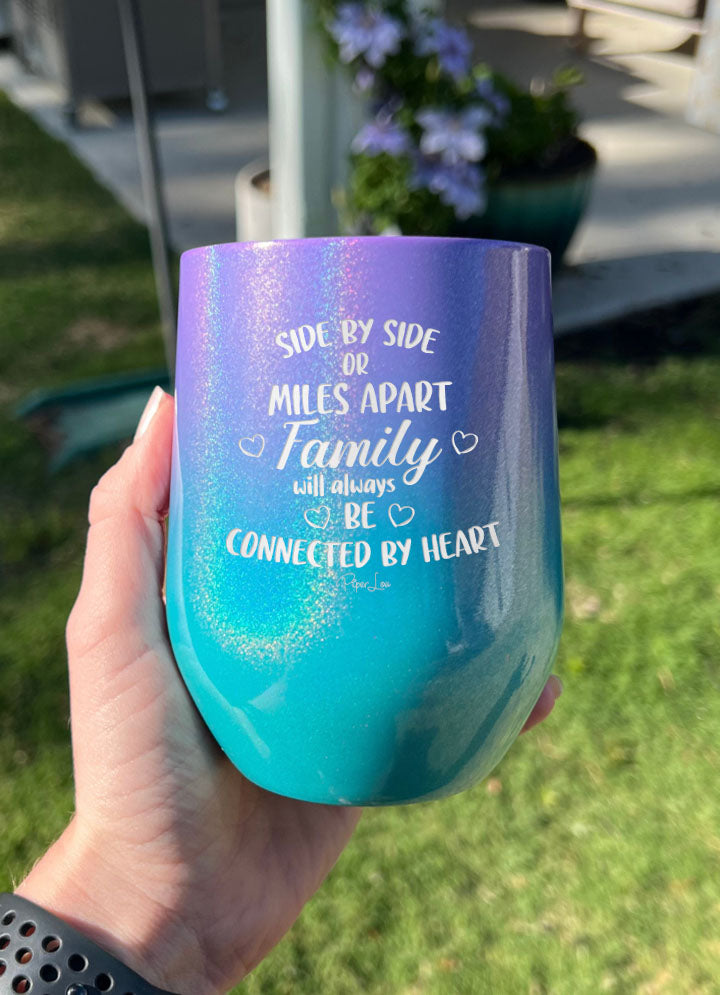 SIDE BY SIDE
OR
MILES APART
Family
will always
BE
CONNECTED BY HEART
Piper Lou